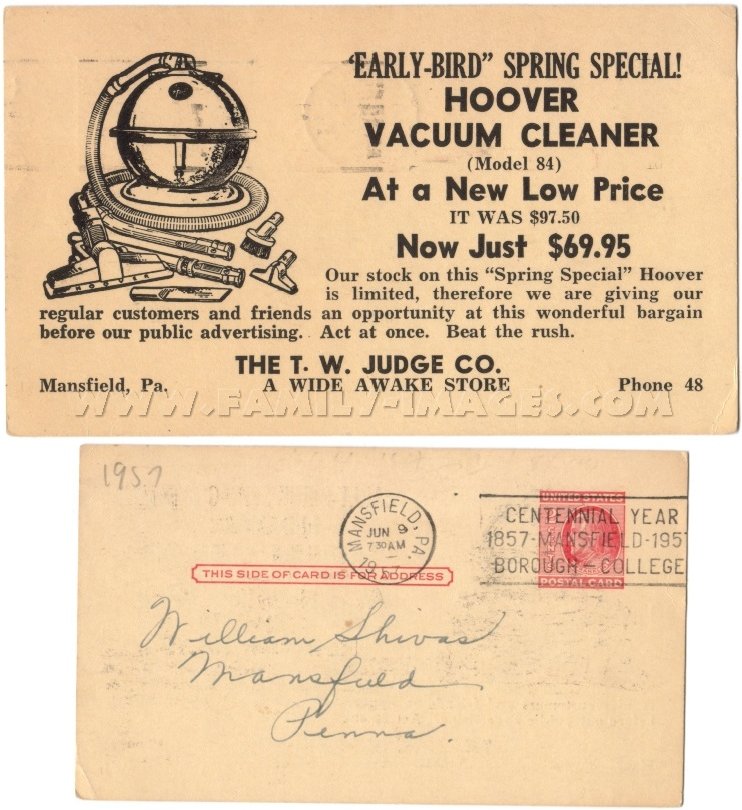 'EARLY-BIRD" SPRING SPECIAL!
HOOVER
VACUUM CLEANER
(Model 84)
At a New Low Price
IT WAS $97.50
Now Just $69.95
Our stock on this "Spring Special" Hoover
is limited, therefore we are giving our
regular customers and friends an opportunity at this wonderful bargain
before our public advertising. Act at once. Beat the rush.
THE T. W. JUDGE CO.
Mansfield, Pa. A WIDE AWAKE STORE Phone 48
WWW.FAMILY-IMAGES.COM
HOOVER
1957
MANSFIELD, PA.
JUN 9
7:30 AM
1957
UNITED STATES
CENTENNIAL YEAR
1857-MANSFIELD-1957
BOROUGH-COLLEGE
POSTAL CARD
THIS SIDE OF CARD IS FOR ADDRESS
William Shivas
Mansfield
Penna.